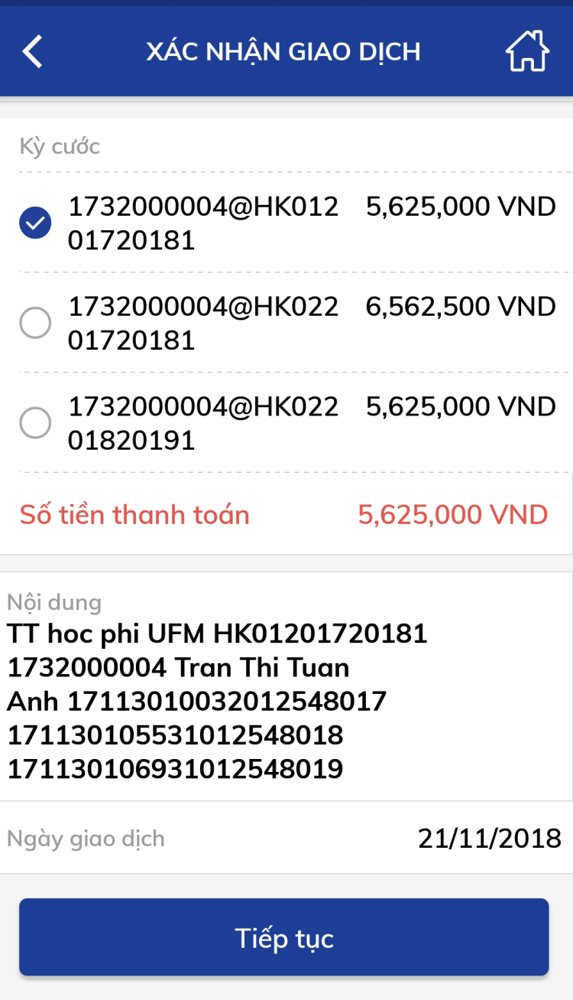 XÁC NHẬN GIAO DỊCH
Kỳ cước
1732000004@HK012 5,625,000 VND
01720181
1732000004@HK022 6,562,500 VND
01720181
1732000004@HK022 5,625,000 VND
01820191
Số tiền thanh toán 5,625,000 VND
Nội dung
TT hoc phi UFM HK01201720181
1732000004 Tran Thi Tuan
Anh 17113010032012548017
171130105531012548018
171130106931012548019
Ngày giao dịch 21/11/2018
Tiếp tục